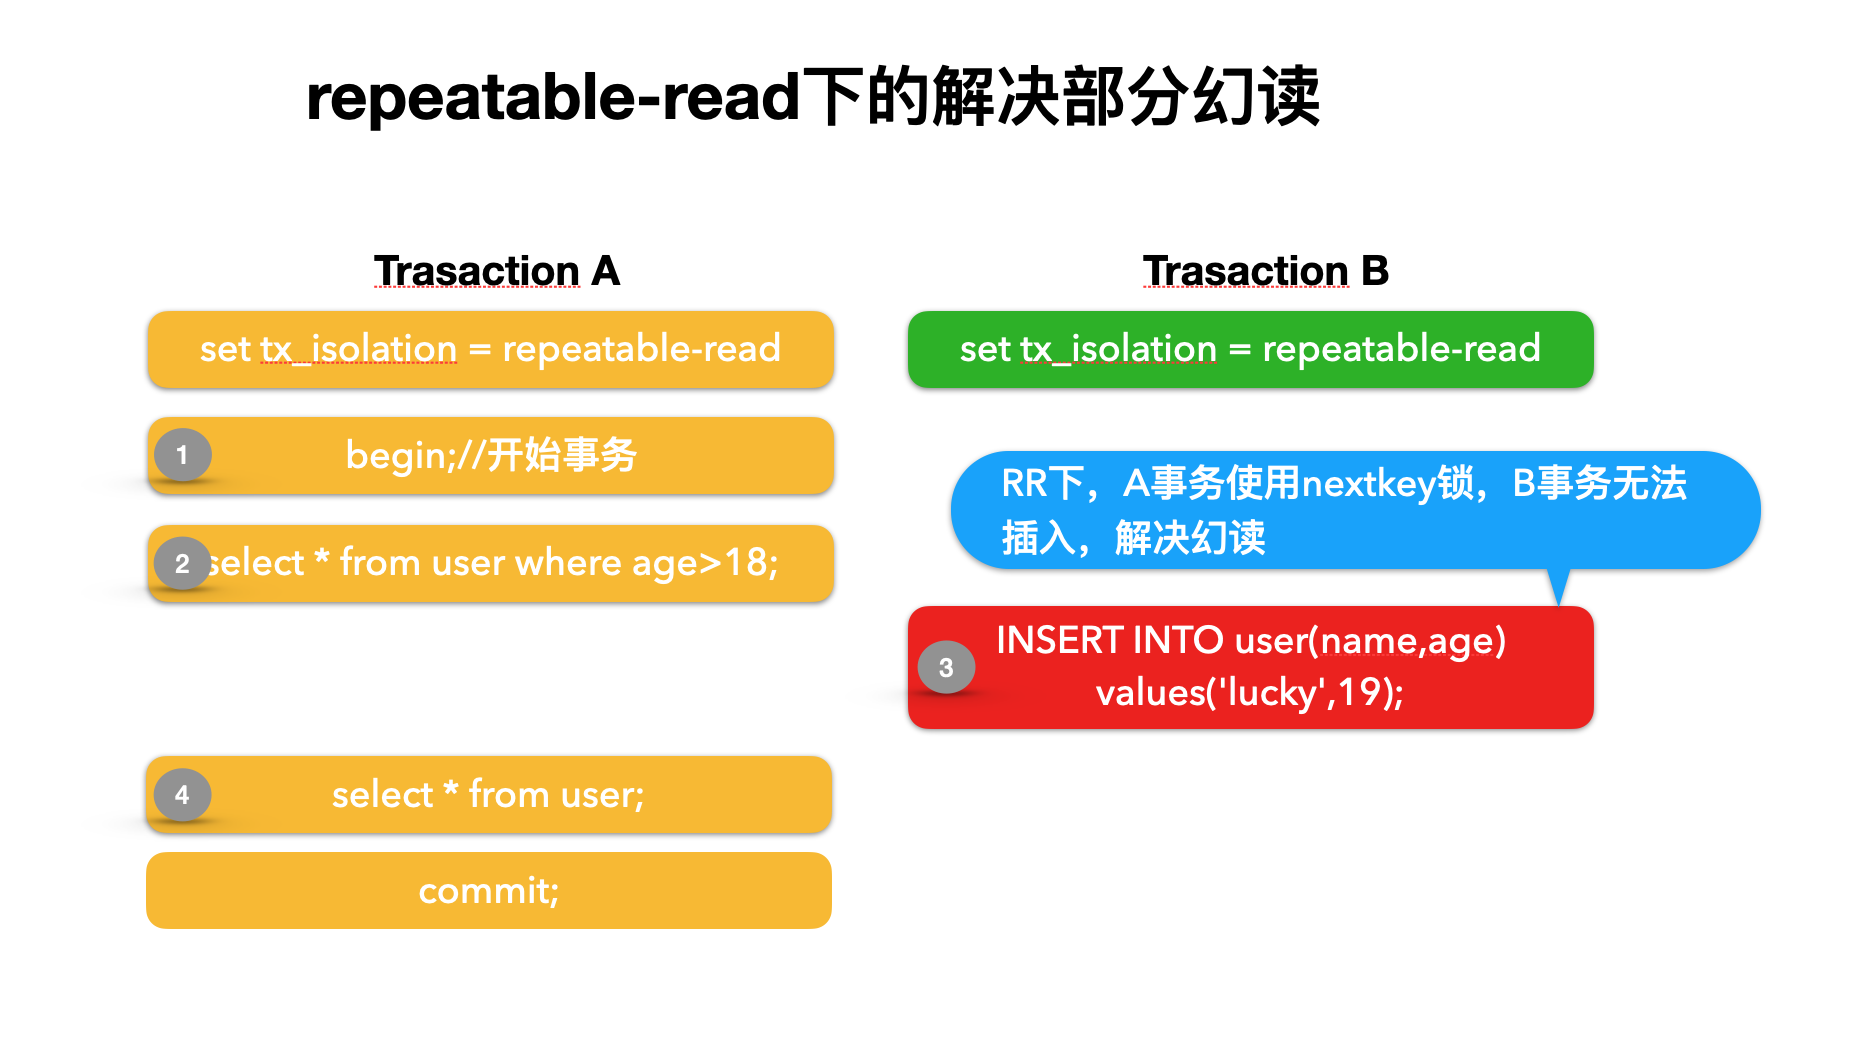 repeatable-read下的解决部分幻读
Trasaction A
Trasaction B
set tx_isolation = repeatable-read
set tx_isolation = repeatable-read
1
begin;//开始事务
RR下，A事务使用nextkey锁，B事务无法
插入，解决幻读
2
select * from user where age>18;
3
INSERT INTO user(name,age)
values('lucky',19);
4
select * from user;
commit;